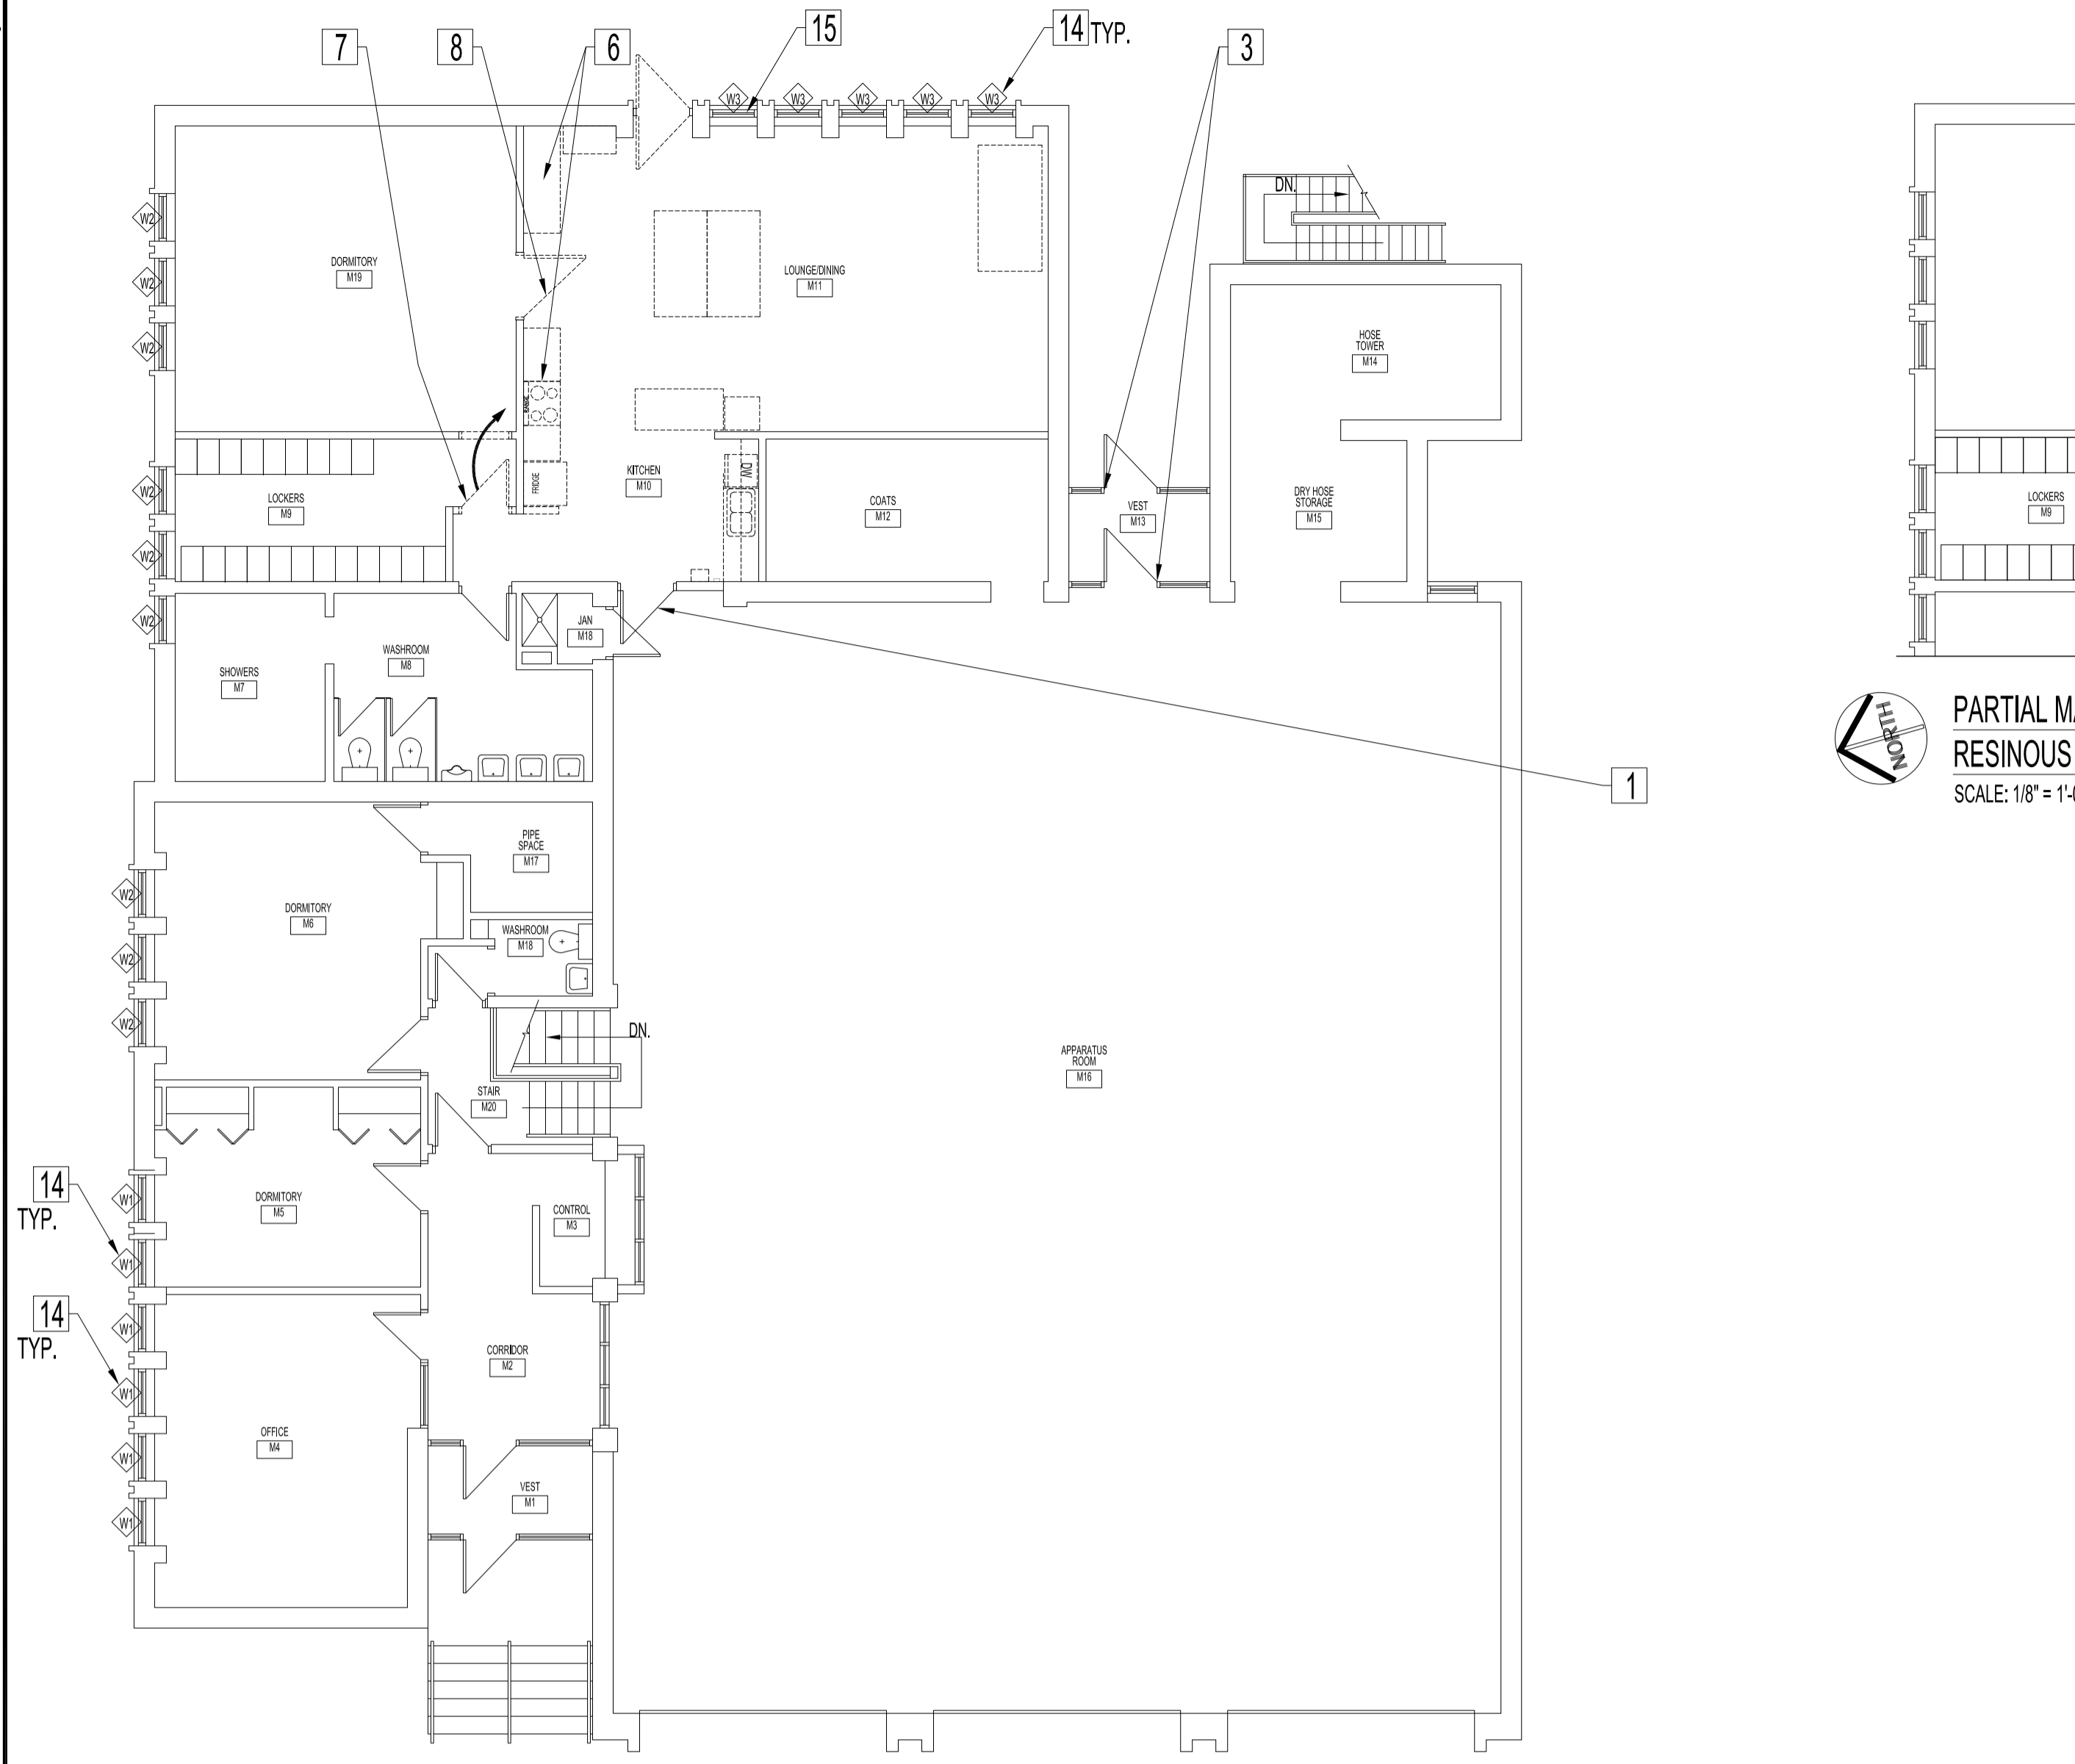 7
8
6
15
14 TYP.
3
W3
W3
W3
W3
W3
DN.
W2
W2
W2
DORMITORY
M19
LOUNGE/DINING
M11
HOSE
TOWER
M14
FRIDGE
KITCHEN
M10
DW
W2
W2
W2
LOCKERS
M9
COATS
M12
VEST
M13
DRY HOSE
STORAGE
M15
LOCKERS
M9
JAN
M18
WASHROOM
M8
SHOWERS
M7
1
NORTH
PARTIAL MA
RESINOUS
SCALE: 1/8" = 1'-0
PIPE
SPACE
M17
DORMITORY
M6
W2
W2
W2
WASHROOM
M18
DN.
STAIR
M20
APPARATUS
ROOM
M16
14
TYP.
W1
W1
DORMITORY
M5
CONTROL
M3
14
TYP.
W1
W1
W1
W1
CORRIDOR
M2
OFFICE
M4
VEST
M1